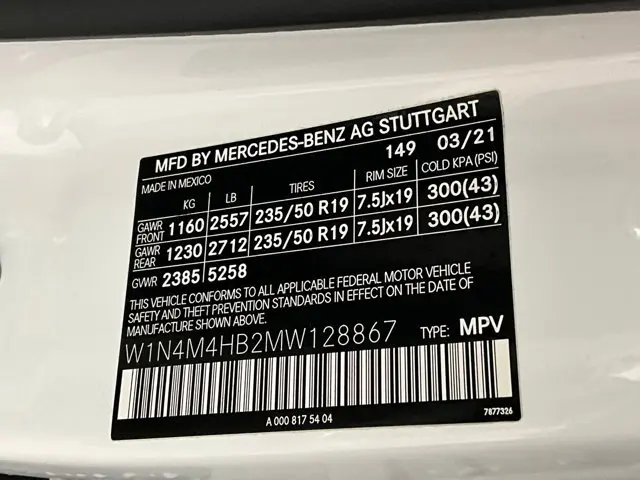 MFD BY MERCEDES-BENZ AG STUTTGART
MADE IN MEXICO 149 03/21
KG LB TIRES RIM SIZE COLD KPA (PSI)
GAWR FRONT 1160 2557 235/50 R19 7.5Jx19 300(43)
GAWR REAR 1230 2712 235/50 R19 7.5Jx19 300(43)
GVWR 2385 5258
THIS VEHICLE CONFORMS TO ALL APPLICABLE FEDERAL MOTOR VEHICLE
SAFETY AND THEFT PREVENTION STANDARDS IN EFFECT ON THE DATE OF
MANUFACTURE SHOWN ABOVE.
W1N4M4HB2MW128867 TYPE: MPV
A 000 817 54 04 7877326